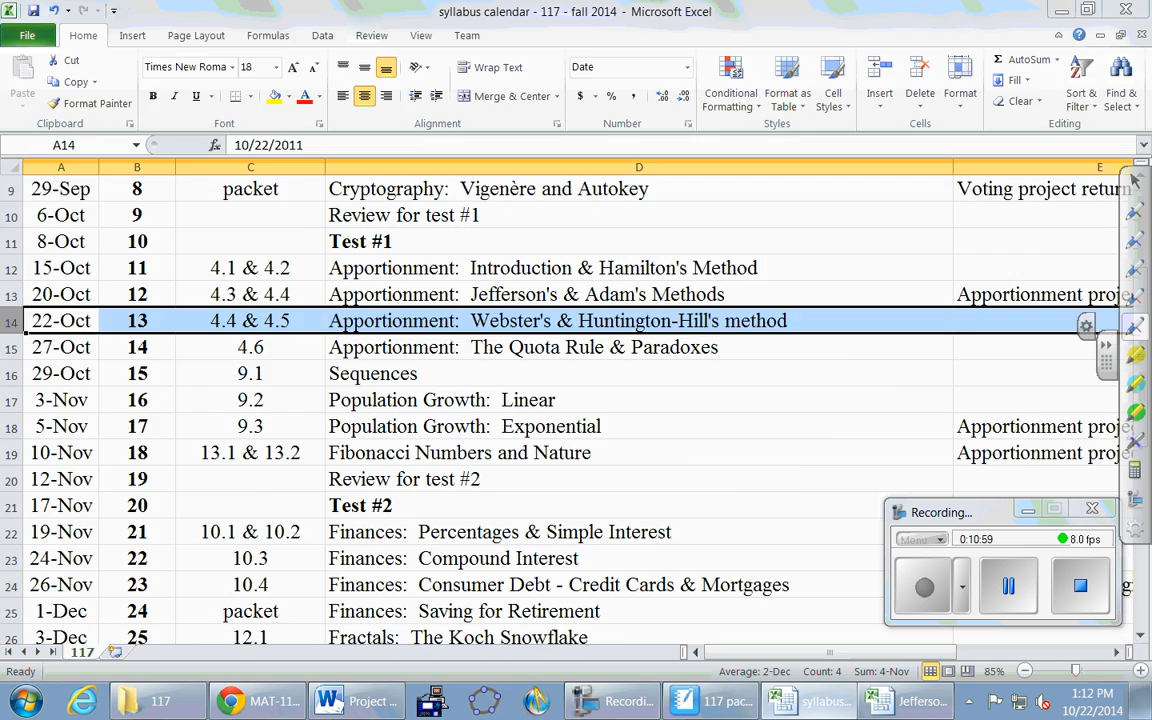 syllabus calendar - 117 - fall 2014 - Microsoft Excel
File Home Insert Page Layout Formulas Data Review View Team
Paste Cut Copy Format Painter Clipboard
Times New Roma 18 A A B I U A Font
Wrap Text Merge & Center Alignment
Date $ % , Number
Conditional Formatting Format as Table Cell Styles Styles
Insert Delete Format Cells
AutoSum Fill Clear Sort & Filter Find & Select Editing
A14 fx 10/22/2011
A B C D E
9 29-Sep 8 packet Cryptography: Vigenère and Autokey Voting project return
10 6-Oct 9 Review for test #1
11 8-Oct 10 Test #1
12 15-Oct 11 4.1 & 4.2 Apportionment: Introduction & Hamilton's Method
13 20-Oct 12 4.3 & 4.4 Apportionment: Jefferson's & Adam's Methods Apportionment proj
14 22-Oct 13 4.4 & 4.5 Apportionment: Webster's & Huntington-Hill's method
15 27-Oct 14 4.6 Apportionment: The Quota Rule & Paradoxes
16 29-Oct 15 9.1 Sequences
17 3-Nov 16 9.2 Population Growth: Linear
18 5-Nov 17 9.3 Population Growth: Exponential Apportionment proj
19 10-Nov 18 13.1 & 13.2 Fibonacci Numbers and Nature Apportionment proj
20 12-Nov 19 Review for test #2
21 17-Nov 20 Test #2
22 19-Nov 21 10.1 & 10.2 Finances: Percentages & Simple Interest
23 24-Nov 22 10.3 Finances: Compound Interest
24 26-Nov 23 10.4 Finances: Consumer Debt - Credit Cards & Mortgages
25 1-Dec 24 packet Finances: Saving for Retirement
26 3-Dec 25 12.1 Fractals: The Koch Snowflake
Recording...
Menu 0:10:59 8.0 fps
117
Ready Average: 2-Dec Count: 4 Sum: 4-Nov 85%
117 MAT-11... Project ... Recordi... 117 pac... syllabus... Jefferso... 1:12 PM
10/22/2014